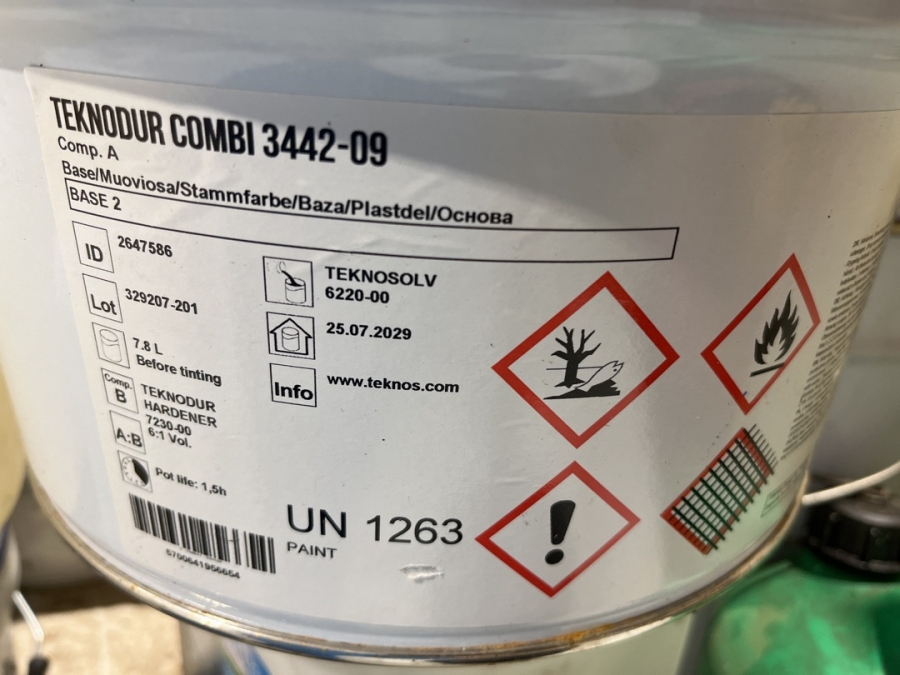 TEKNODUR COMBI 3442-09
Comp. A
Base/Muoviosa/Stammfarbe/Baza/Plastdel/Основа
BASE 2
ID 2647586
Lot 329207-201
7.8 L
Before tinting
Comp. B TEKNODUR
HARDENER
7230-00
A:B 6:1 Vol.
Pot life: 1,5h
TEKNOSOLV
6220-00
25.07.2029
Info www.teknos.com
UN 1263
PAINT